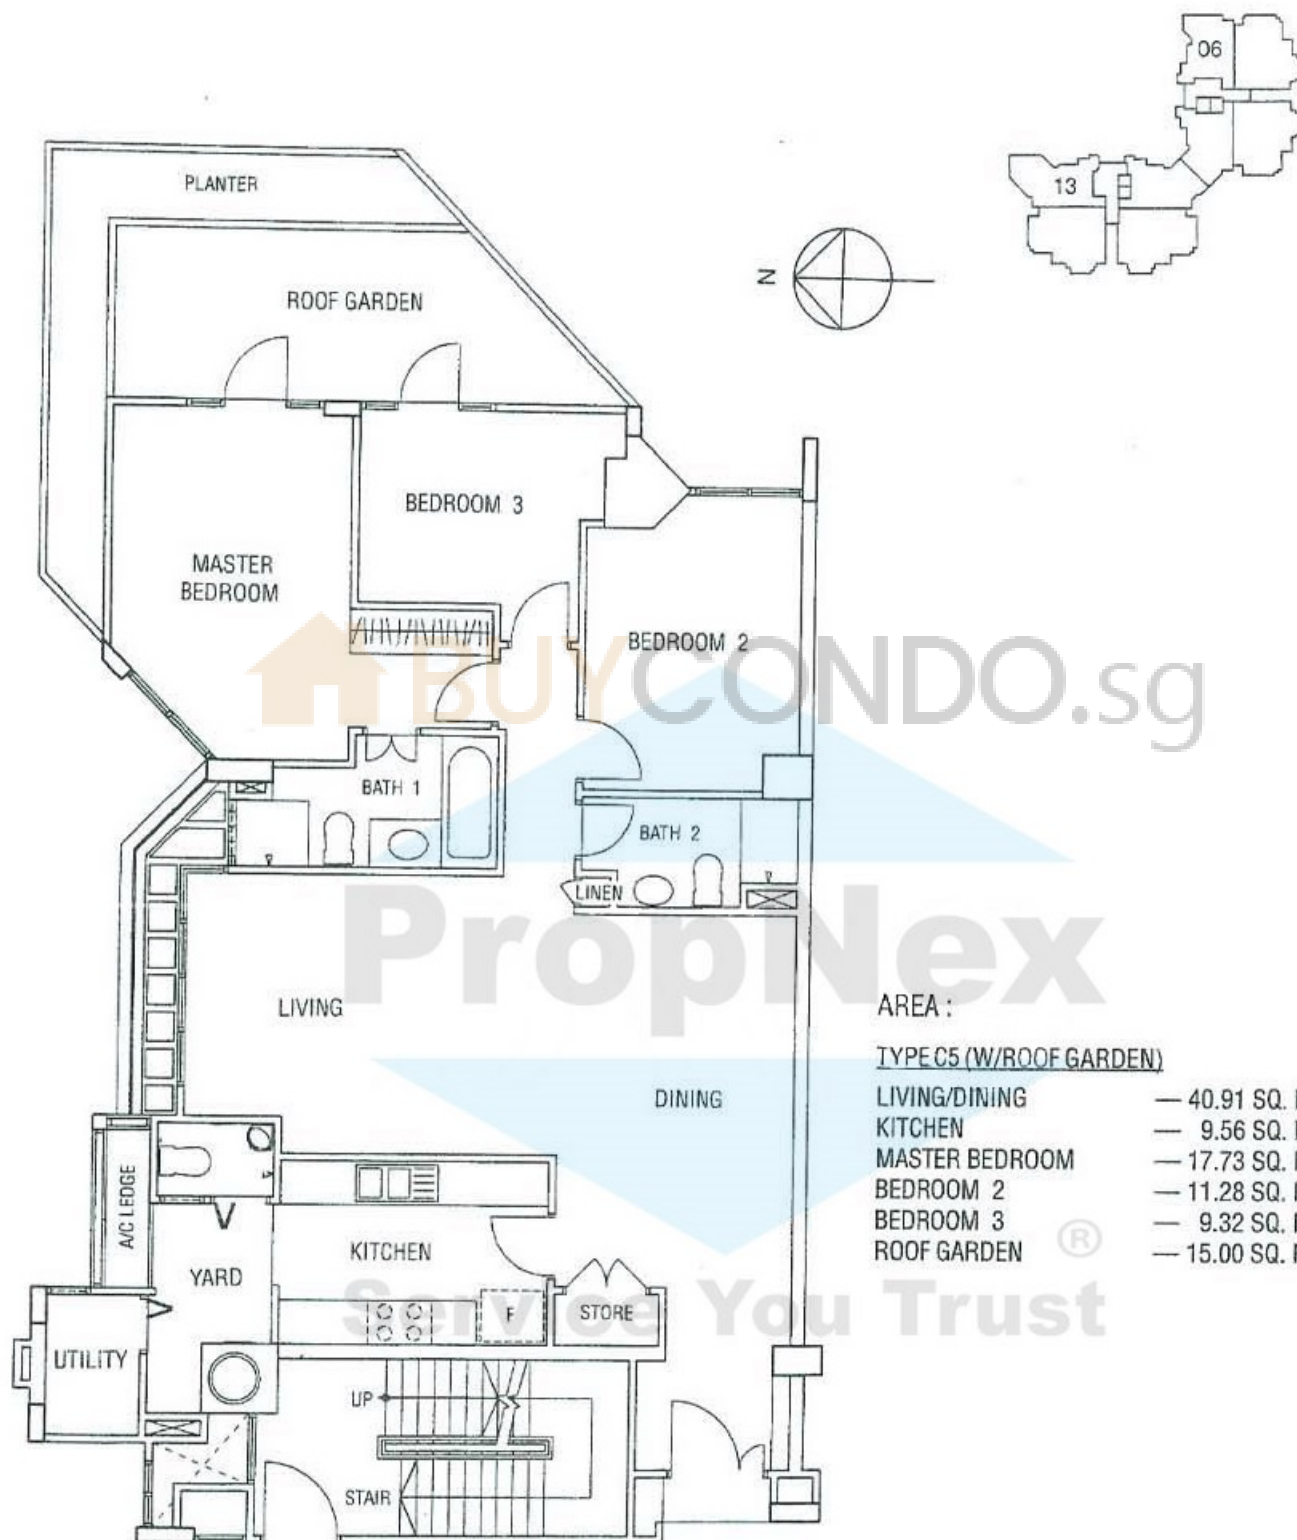 06
13
N
PLANTER
ROOF GARDEN
BEDROOM 3
MASTER
BEDROOM
BEDROOM 2
BUYCONDO.sg
BATH 1
BATH 2
LINEN
PropNex
LIVING
DINING
AREA :
TYPE C5 (W/ROOF GARDEN)
LIVING/DINING — 40.91 SQ.
KITCHEN — 9.56 SQ.
MASTER BEDROOM — 17.73 SQ.
BEDROOM 2 — 11.28 SQ.
BEDROOM 3 — 9.32 SQ.
ROOF GARDEN — 15.00 SQ.
®
A/C LEDGE
KITCHEN
YARD
Service You Trust
F
STORE
UTILITY
UP
STAIR